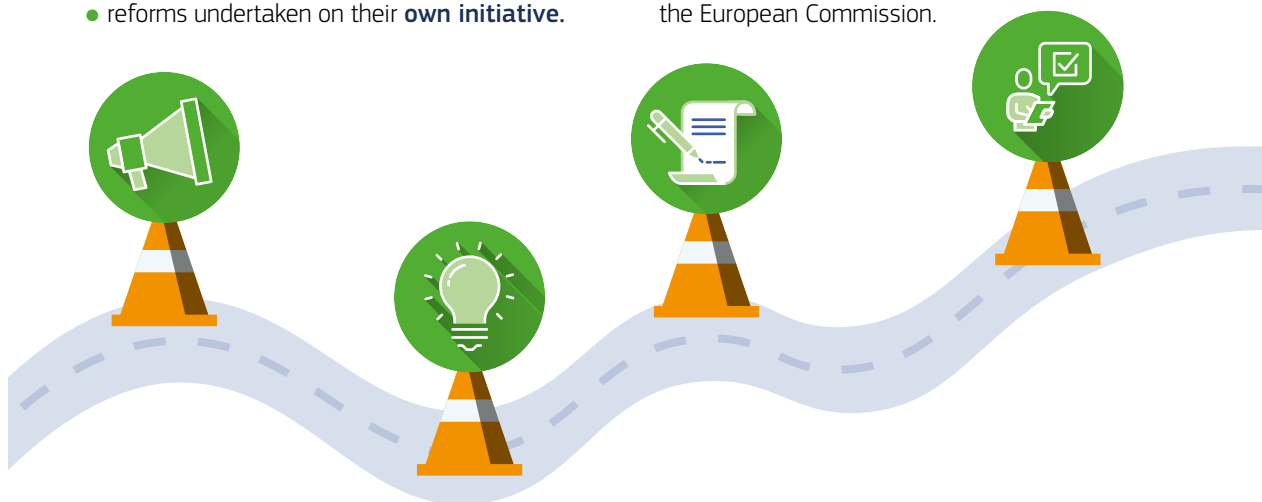 • reforms undertaken on their own initiative.
the European Commission.